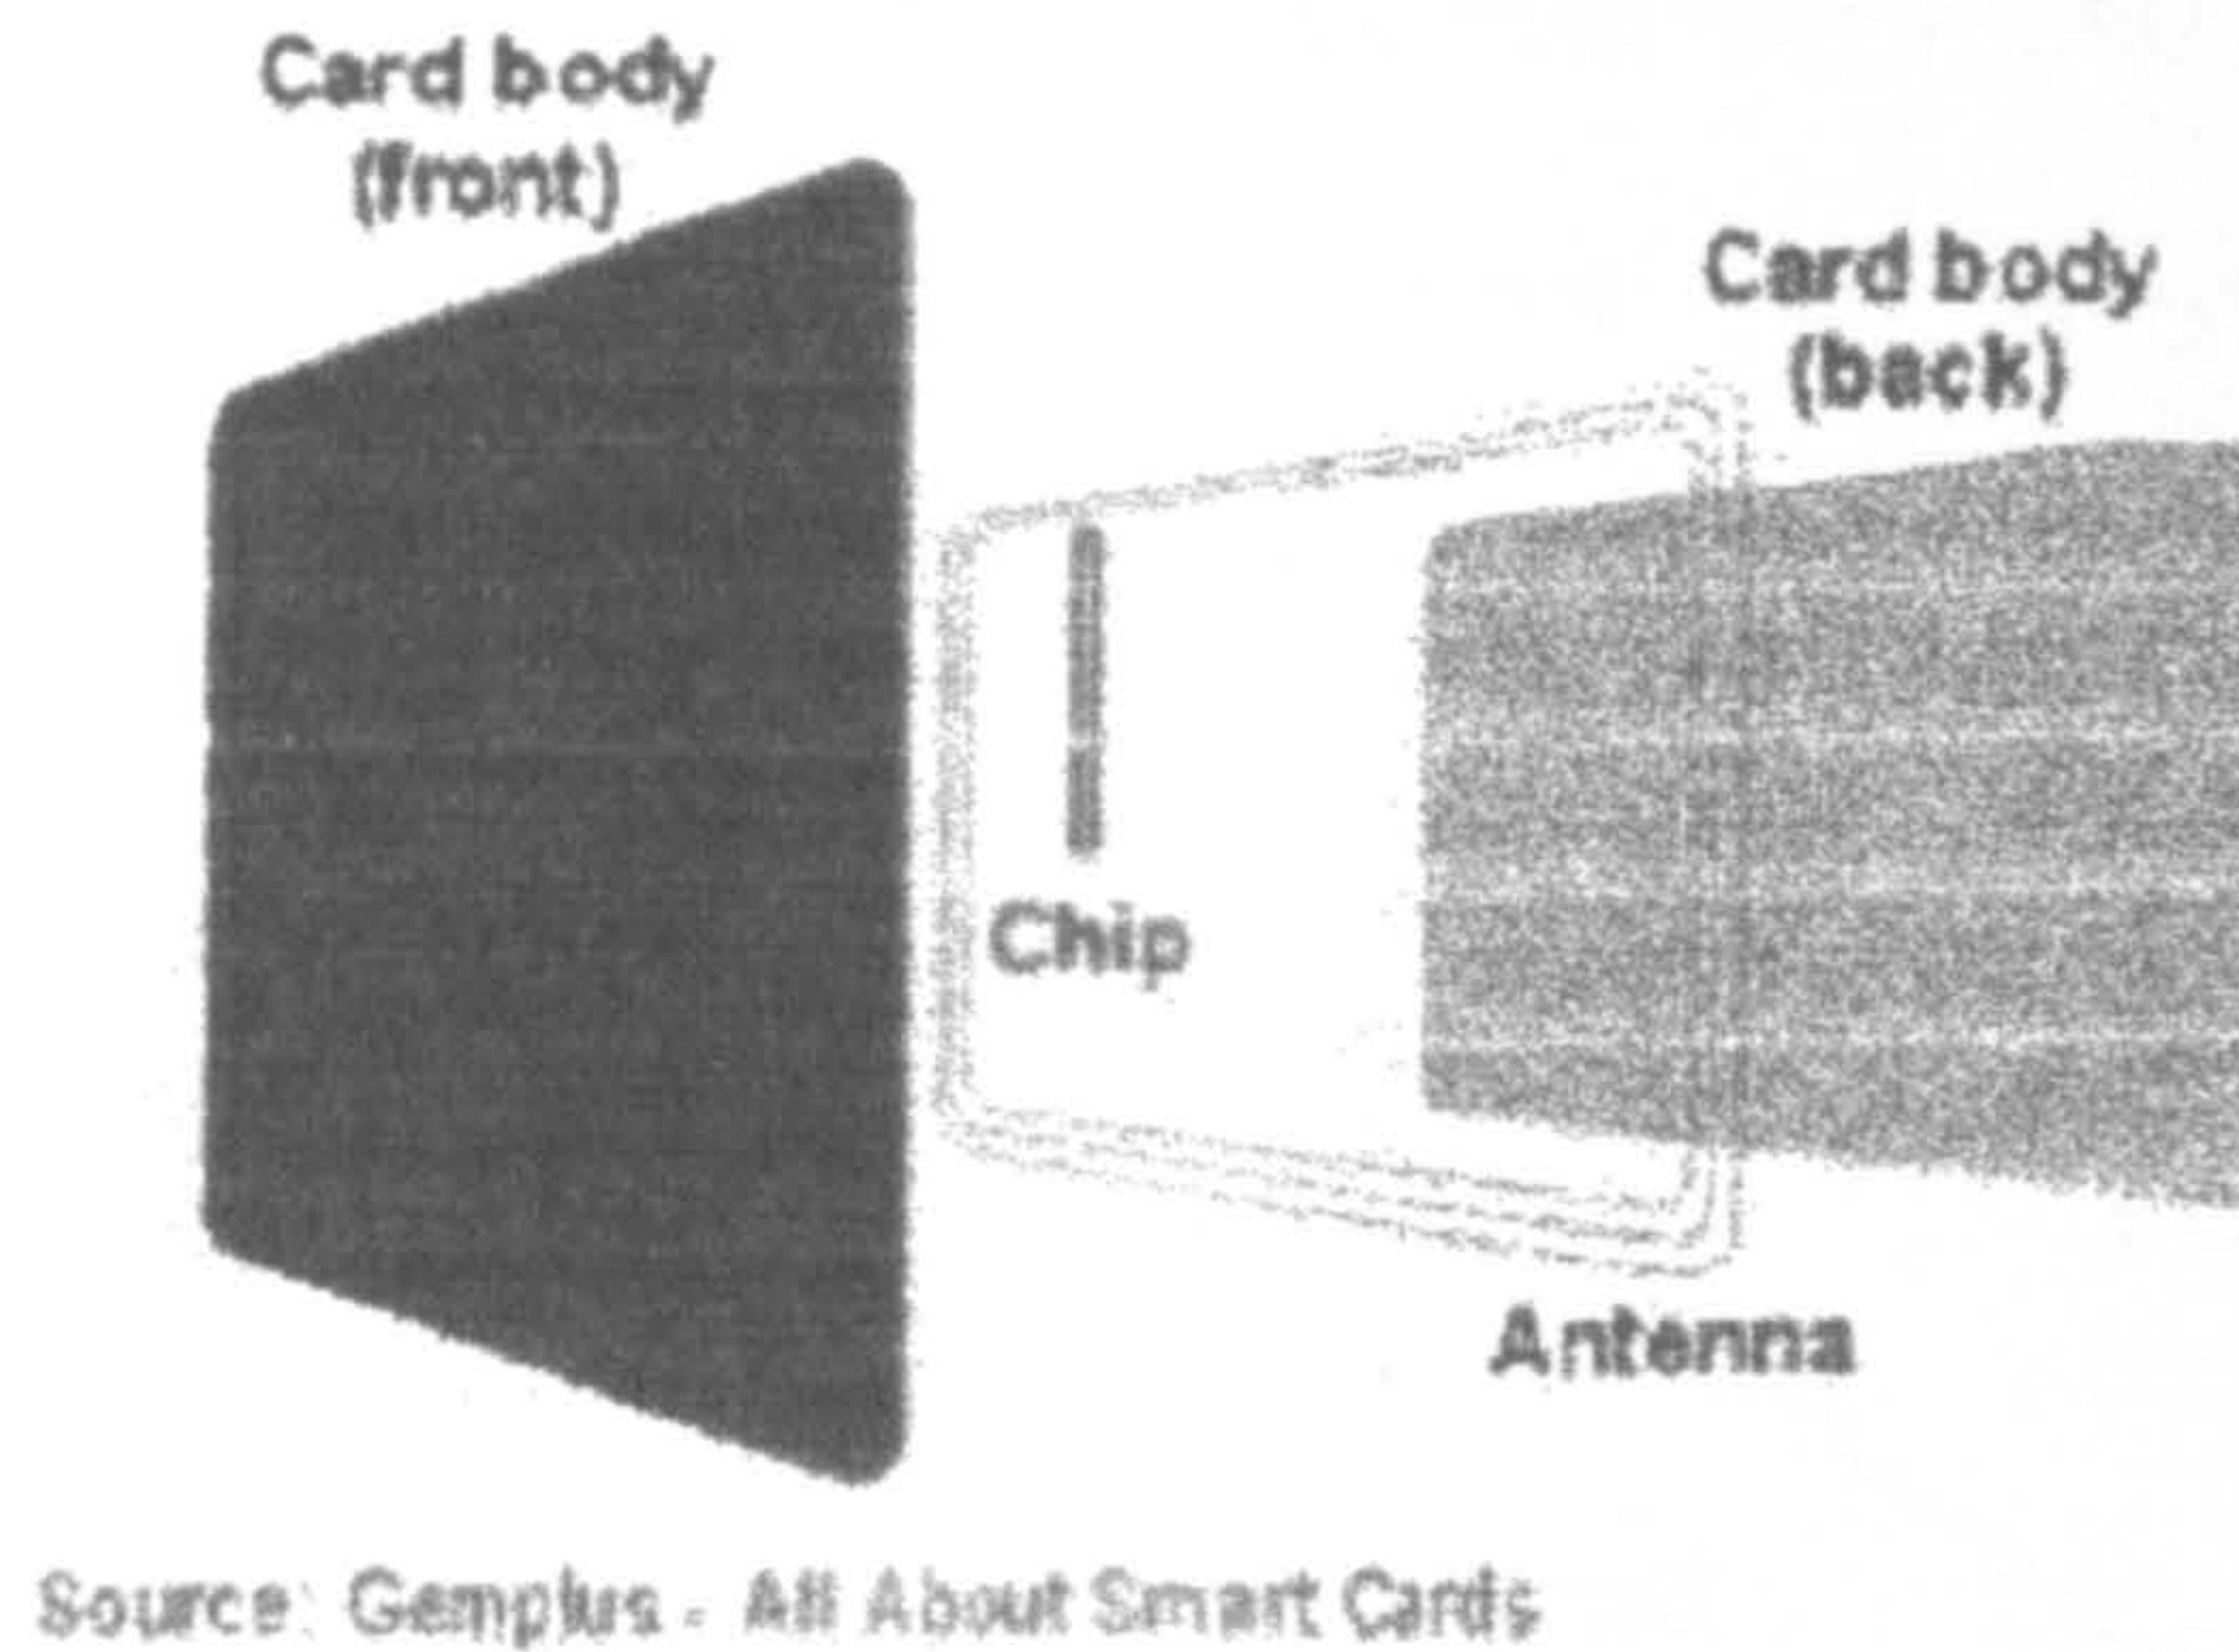 Card body
(front)
Card body
(back)
Chip
Antenna
Source: Gemplus - All About Smart Cards